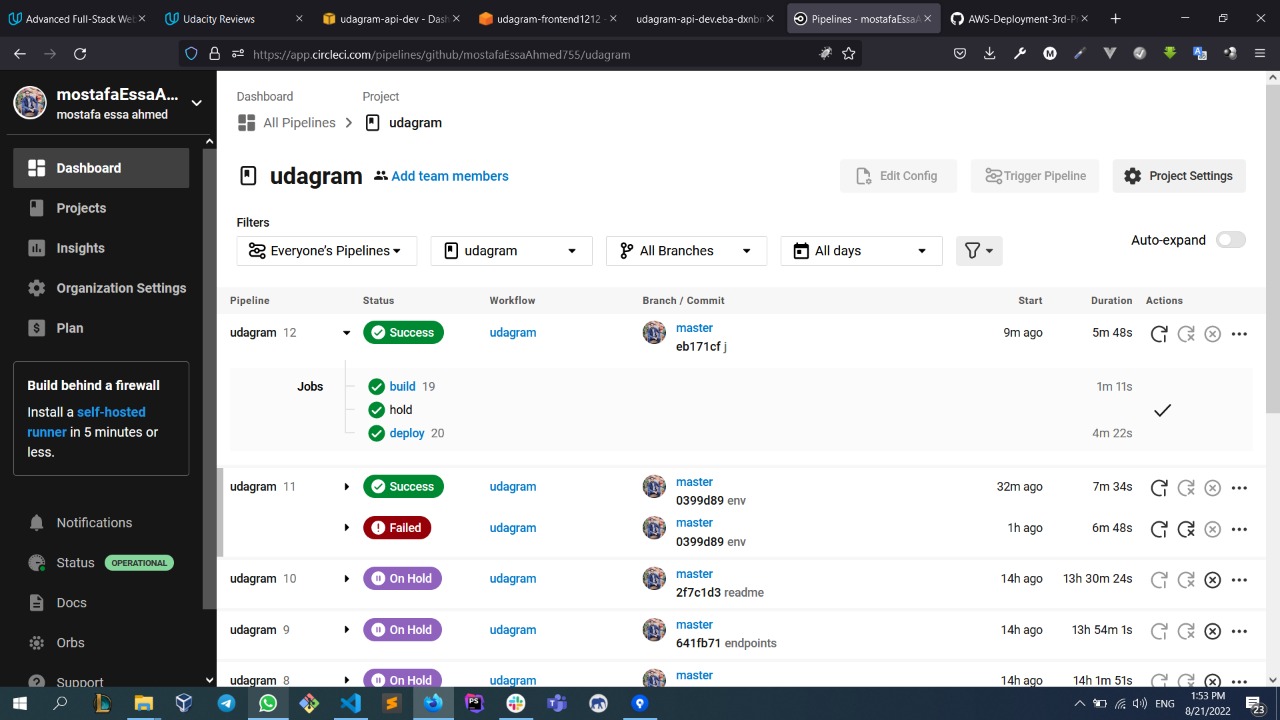 Advanced Full-Stack Web
Udacity Reviews
udagram-api-dev - Dash
udagram-frontend1212 -
udagram-api-dev.eba-dxnbr
Pipelines - mostafaEssaA
AWS-Deployment-3rd-P
https://app.circleci.com/pipelines/github/mostafaEssaAhmed755/udagram
mostafaEssaA...
mostafa essa ahmed
Dashboard
Projects
Insights
Organization Settings
Plan
Build behind a firewall
Install a self-hosted
runner in 5 minutes or
less.
Notifications
Status OPERATIONAL
Docs
Orbs
Support
Dashboard Project
All Pipelines udagram
udagram Add team members
Edit Config Trigger Pipeline Project Settings
Filters
Everyone's Pipelines udagram All Branches All days
Auto-expand
Pipeline Status Workflow Branch / Commit Start Duration Actions
udagram 12 Success udagram master 9m ago 5m 48s
eb171cf j
Jobs build 19 1m 11s
hold
deploy 20 4m 22s
udagram 11 Success udagram master 32m ago 7m 34s
0399d89 env
Failed udagram master 1h ago 6m 48s
0399d89 env
udagram 10 On Hold udagram master 14h ago 13h 30m 24s
2f7c1d3 readme
udagram 9 On Hold udagram master 14h ago 13h 54m 1s
641fb71 endpoints
udagram 8 On Hold udagram master 14h ago 14h 1m 51s
ENG
1:53 PM
8/21/2022
23